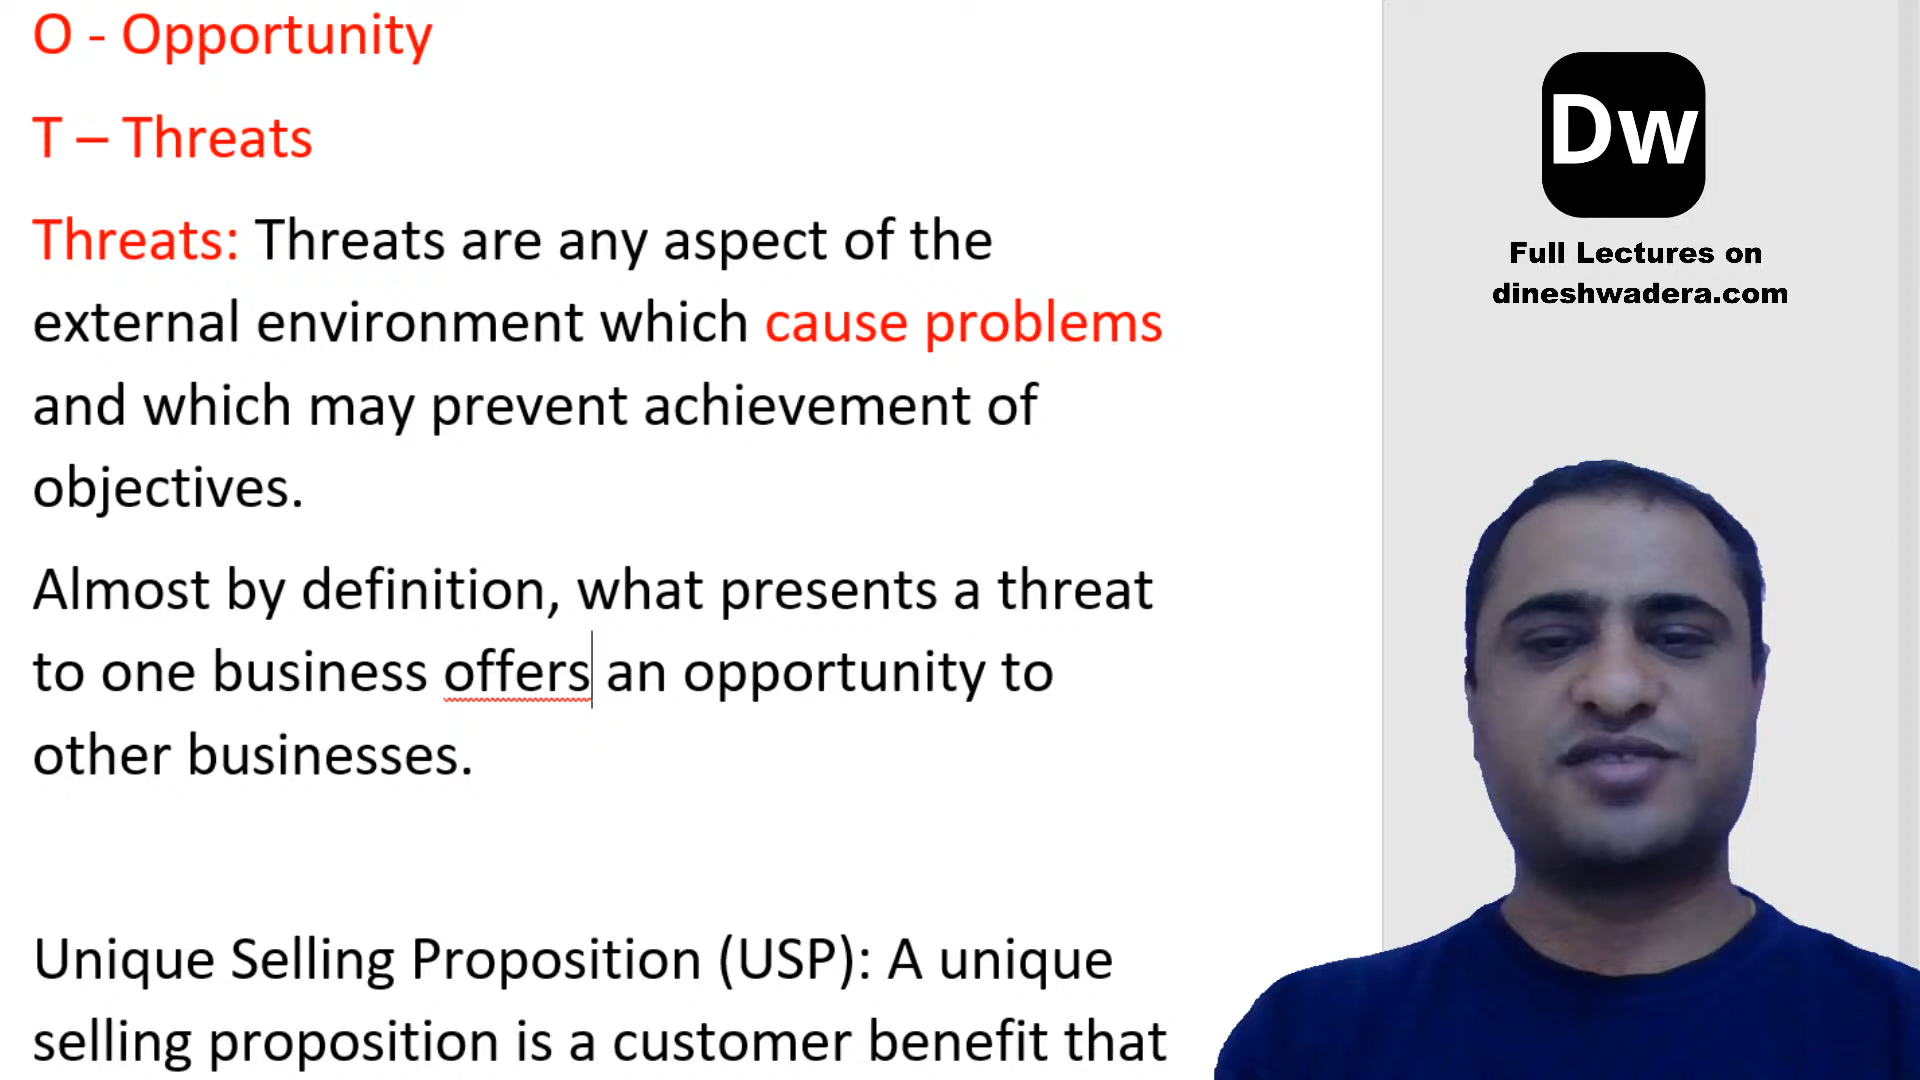 O - Opportunity
T – Threats
Threats: Threats are any aspect of the
external environment which cause problems
and which may prevent achievement of
objectives.
Almost by definition, what presents a threat
to one business offers an opportunity to
other businesses.
Unique Selling Proposition (USP): A unique
selling proposition is a customer benefit that
Dw
Full Lectures on
dineshwadera.com